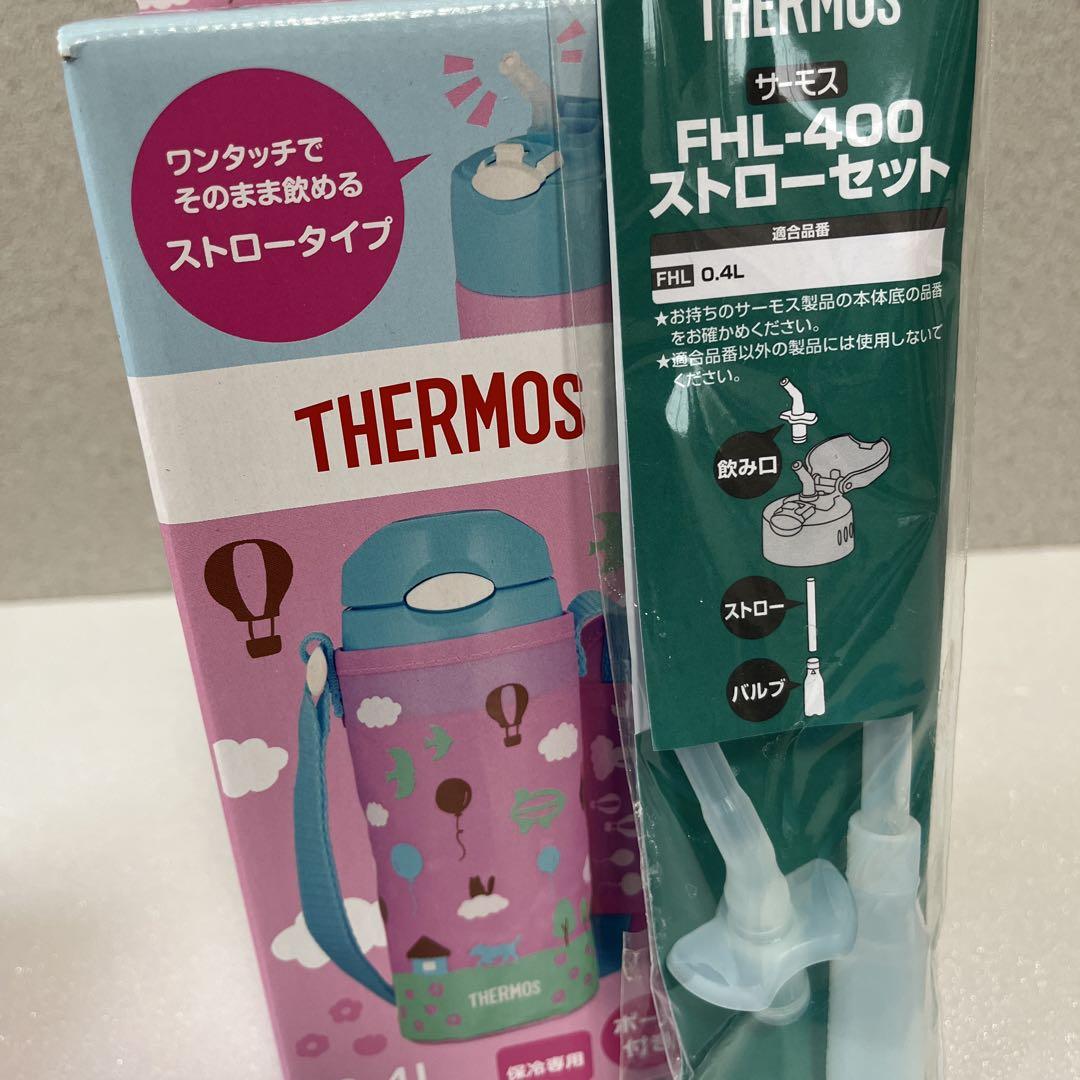 ワンタッチで
そのまま飲める
ストロータイプ
THERMOS
THERMOS
保冷専用
THERMOS
サーモス
FHL-400
ストローセット
適合品番
FHL 0.4L
★お持ちのサーモス製品の本体底の品番
をお確かめください。
★適合品番以外の製品には使用しないで
ください。
飲み口
ストロー
バルブ